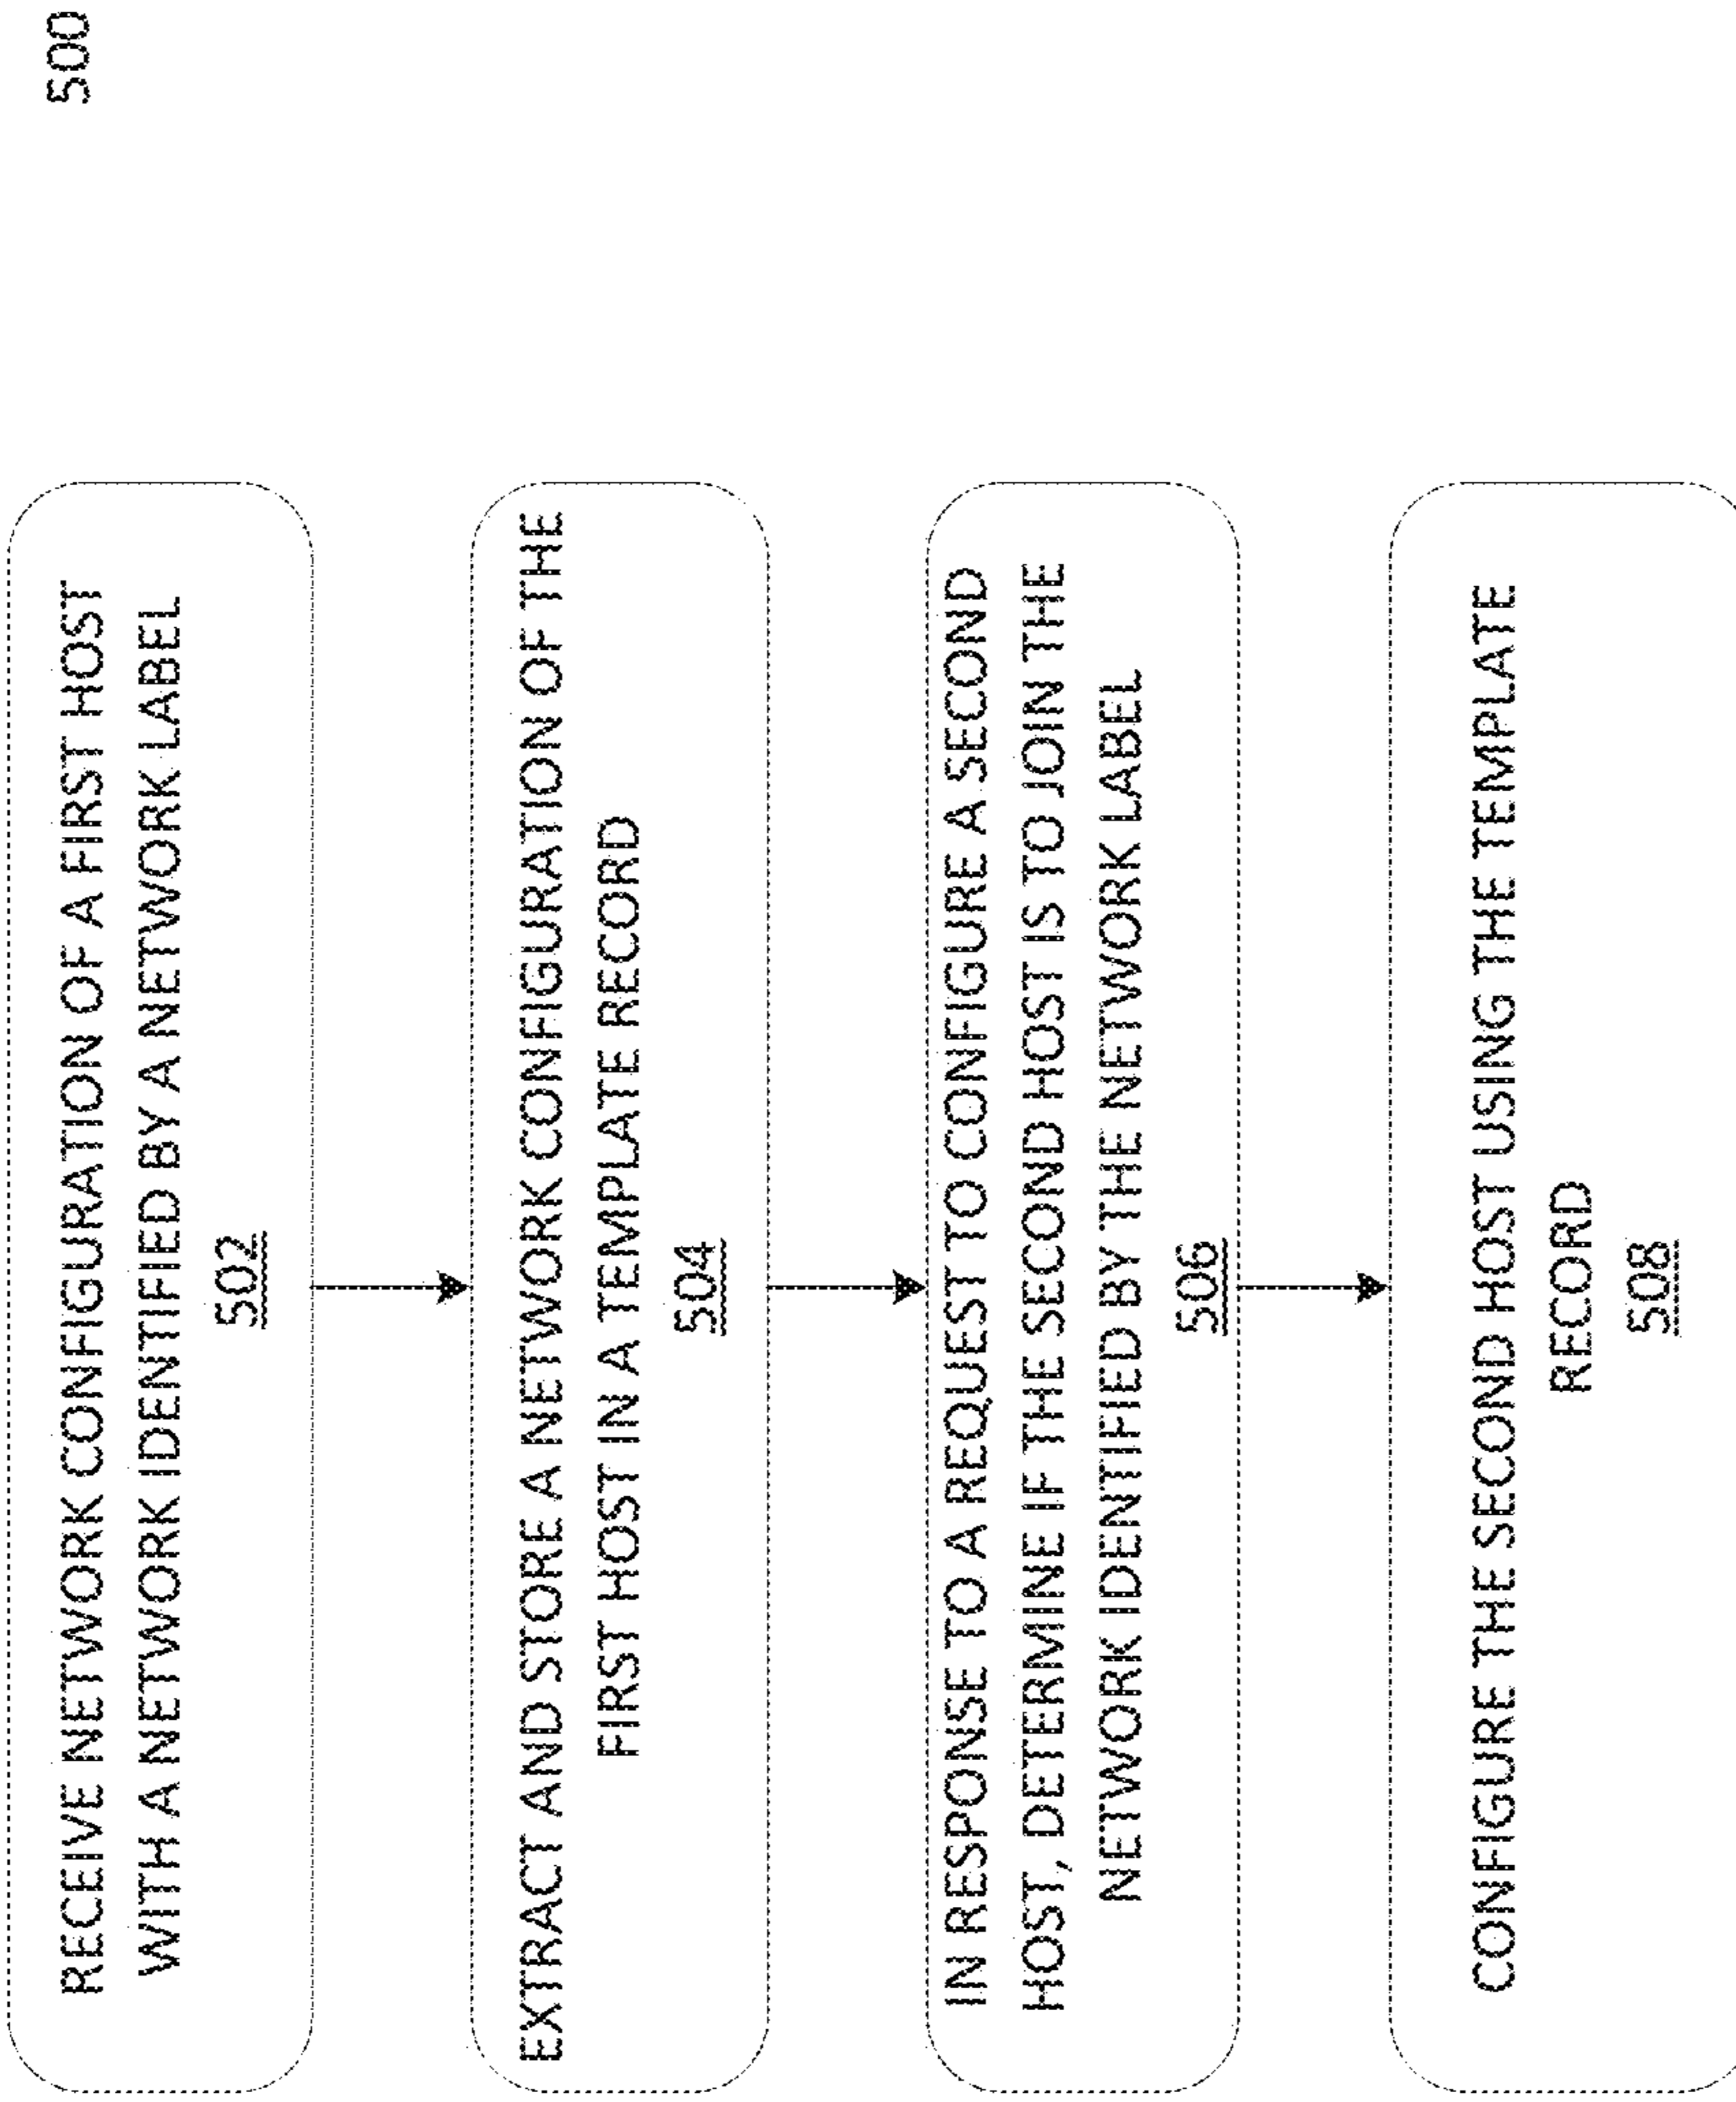 500
RECEIVE NETWORK CONFIGURATION OF A FIRST HOST
WITH A NETWORK IDENTIFIED BY A NETWORK LABEL
502
EXTRACT AND STORE A NETWORK CONFIGURATION OF THE
FIRST HOST IN A TEMPLATE RECORD
504
IN RESPONSE TO A REQUEST TO CONFIGURE A SECOND
HOST, DETERMINE IF THE SECOND HOST IS TO JOIN THE
NETWORK IDENTIFIED BY THE NETWORK LABEL
506
CONFIGURE THE SECOND HOST USING THE TEMPLATE
RECORD
508